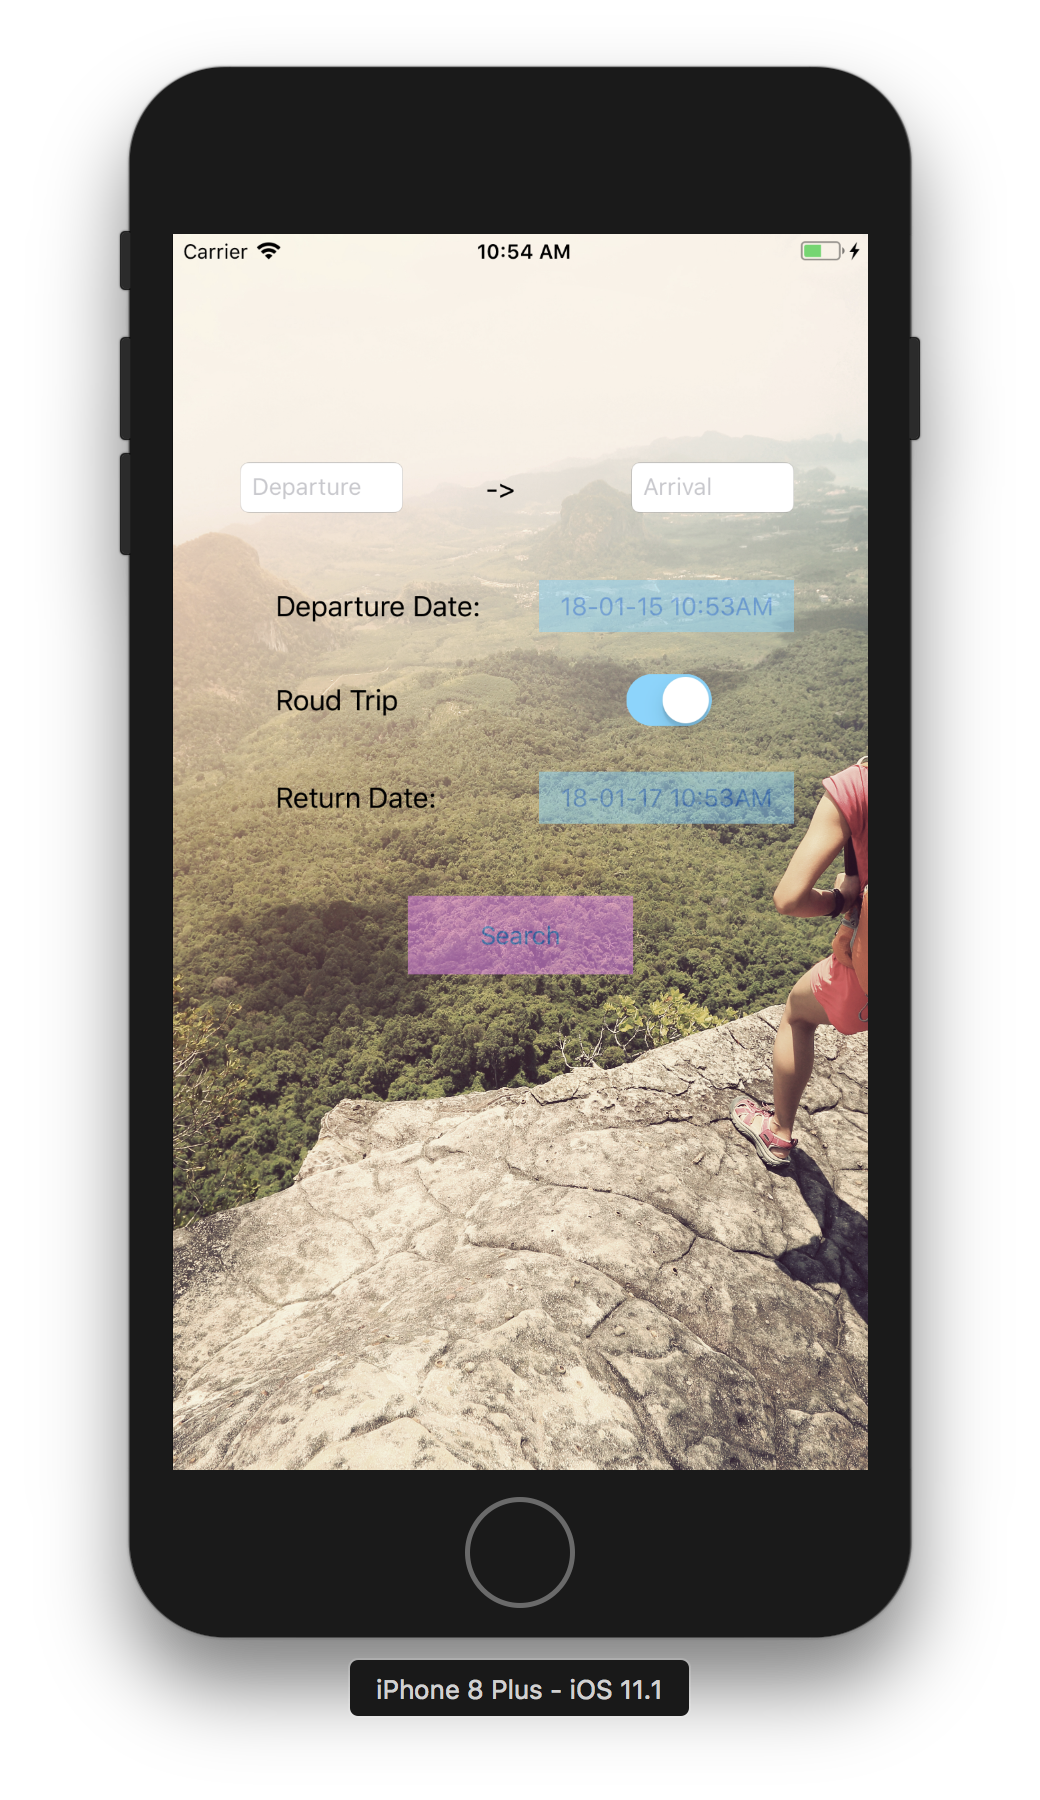 Carrier 10:54 AM
Departure -> Arrival
Departure Date: 18-01-15 10:53AM
Roud Trip
Return Date: 18-01-17 10:53AM
Search
iPhone 8 Plus - iOS 11.1